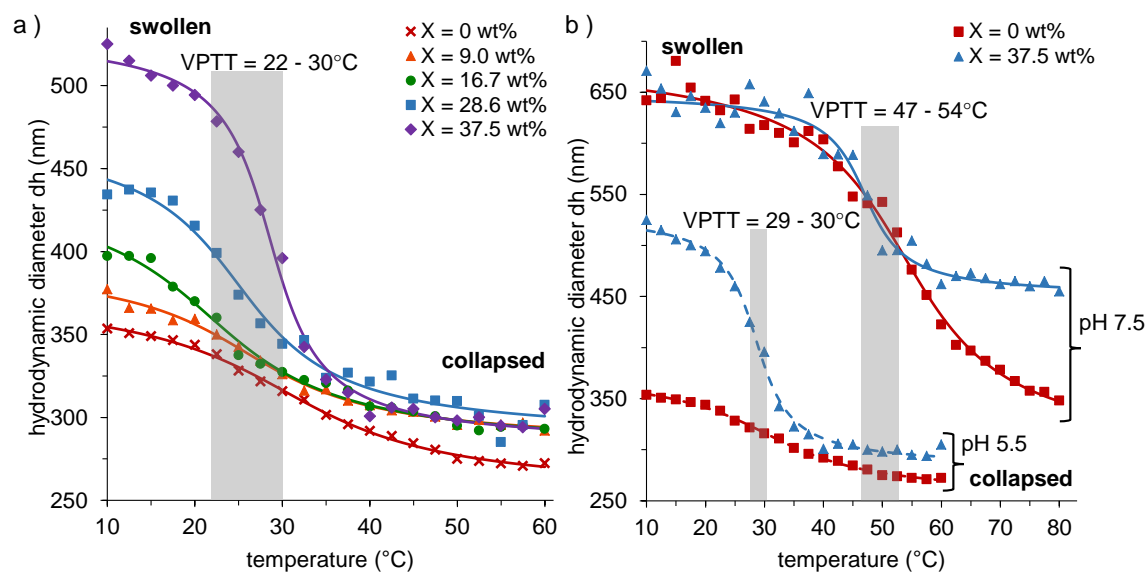 a )
swollen
VPTT = 22 - 30°C
X = 0 wt%
X = 9.0 wt%
X = 16.7 wt%
X = 28.6 wt%
X = 37.5 wt%
collapsed
hydrodynamic diameter dh (nm)
500
450
400
350
300
250
10
20
30
40
50
60
temperature (°C)
b )
swollen
X = 0 wt%
X = 37.5 wt%
VPTT = 47 - 54°C
VPTT = 29 - 30°C
pH 7.5
pH 5.5
collapsed
hydrodynamic diameter dh (nm)
650
550
450
350
250
10
20
30
40
50
60
70
80
temperature (°C)